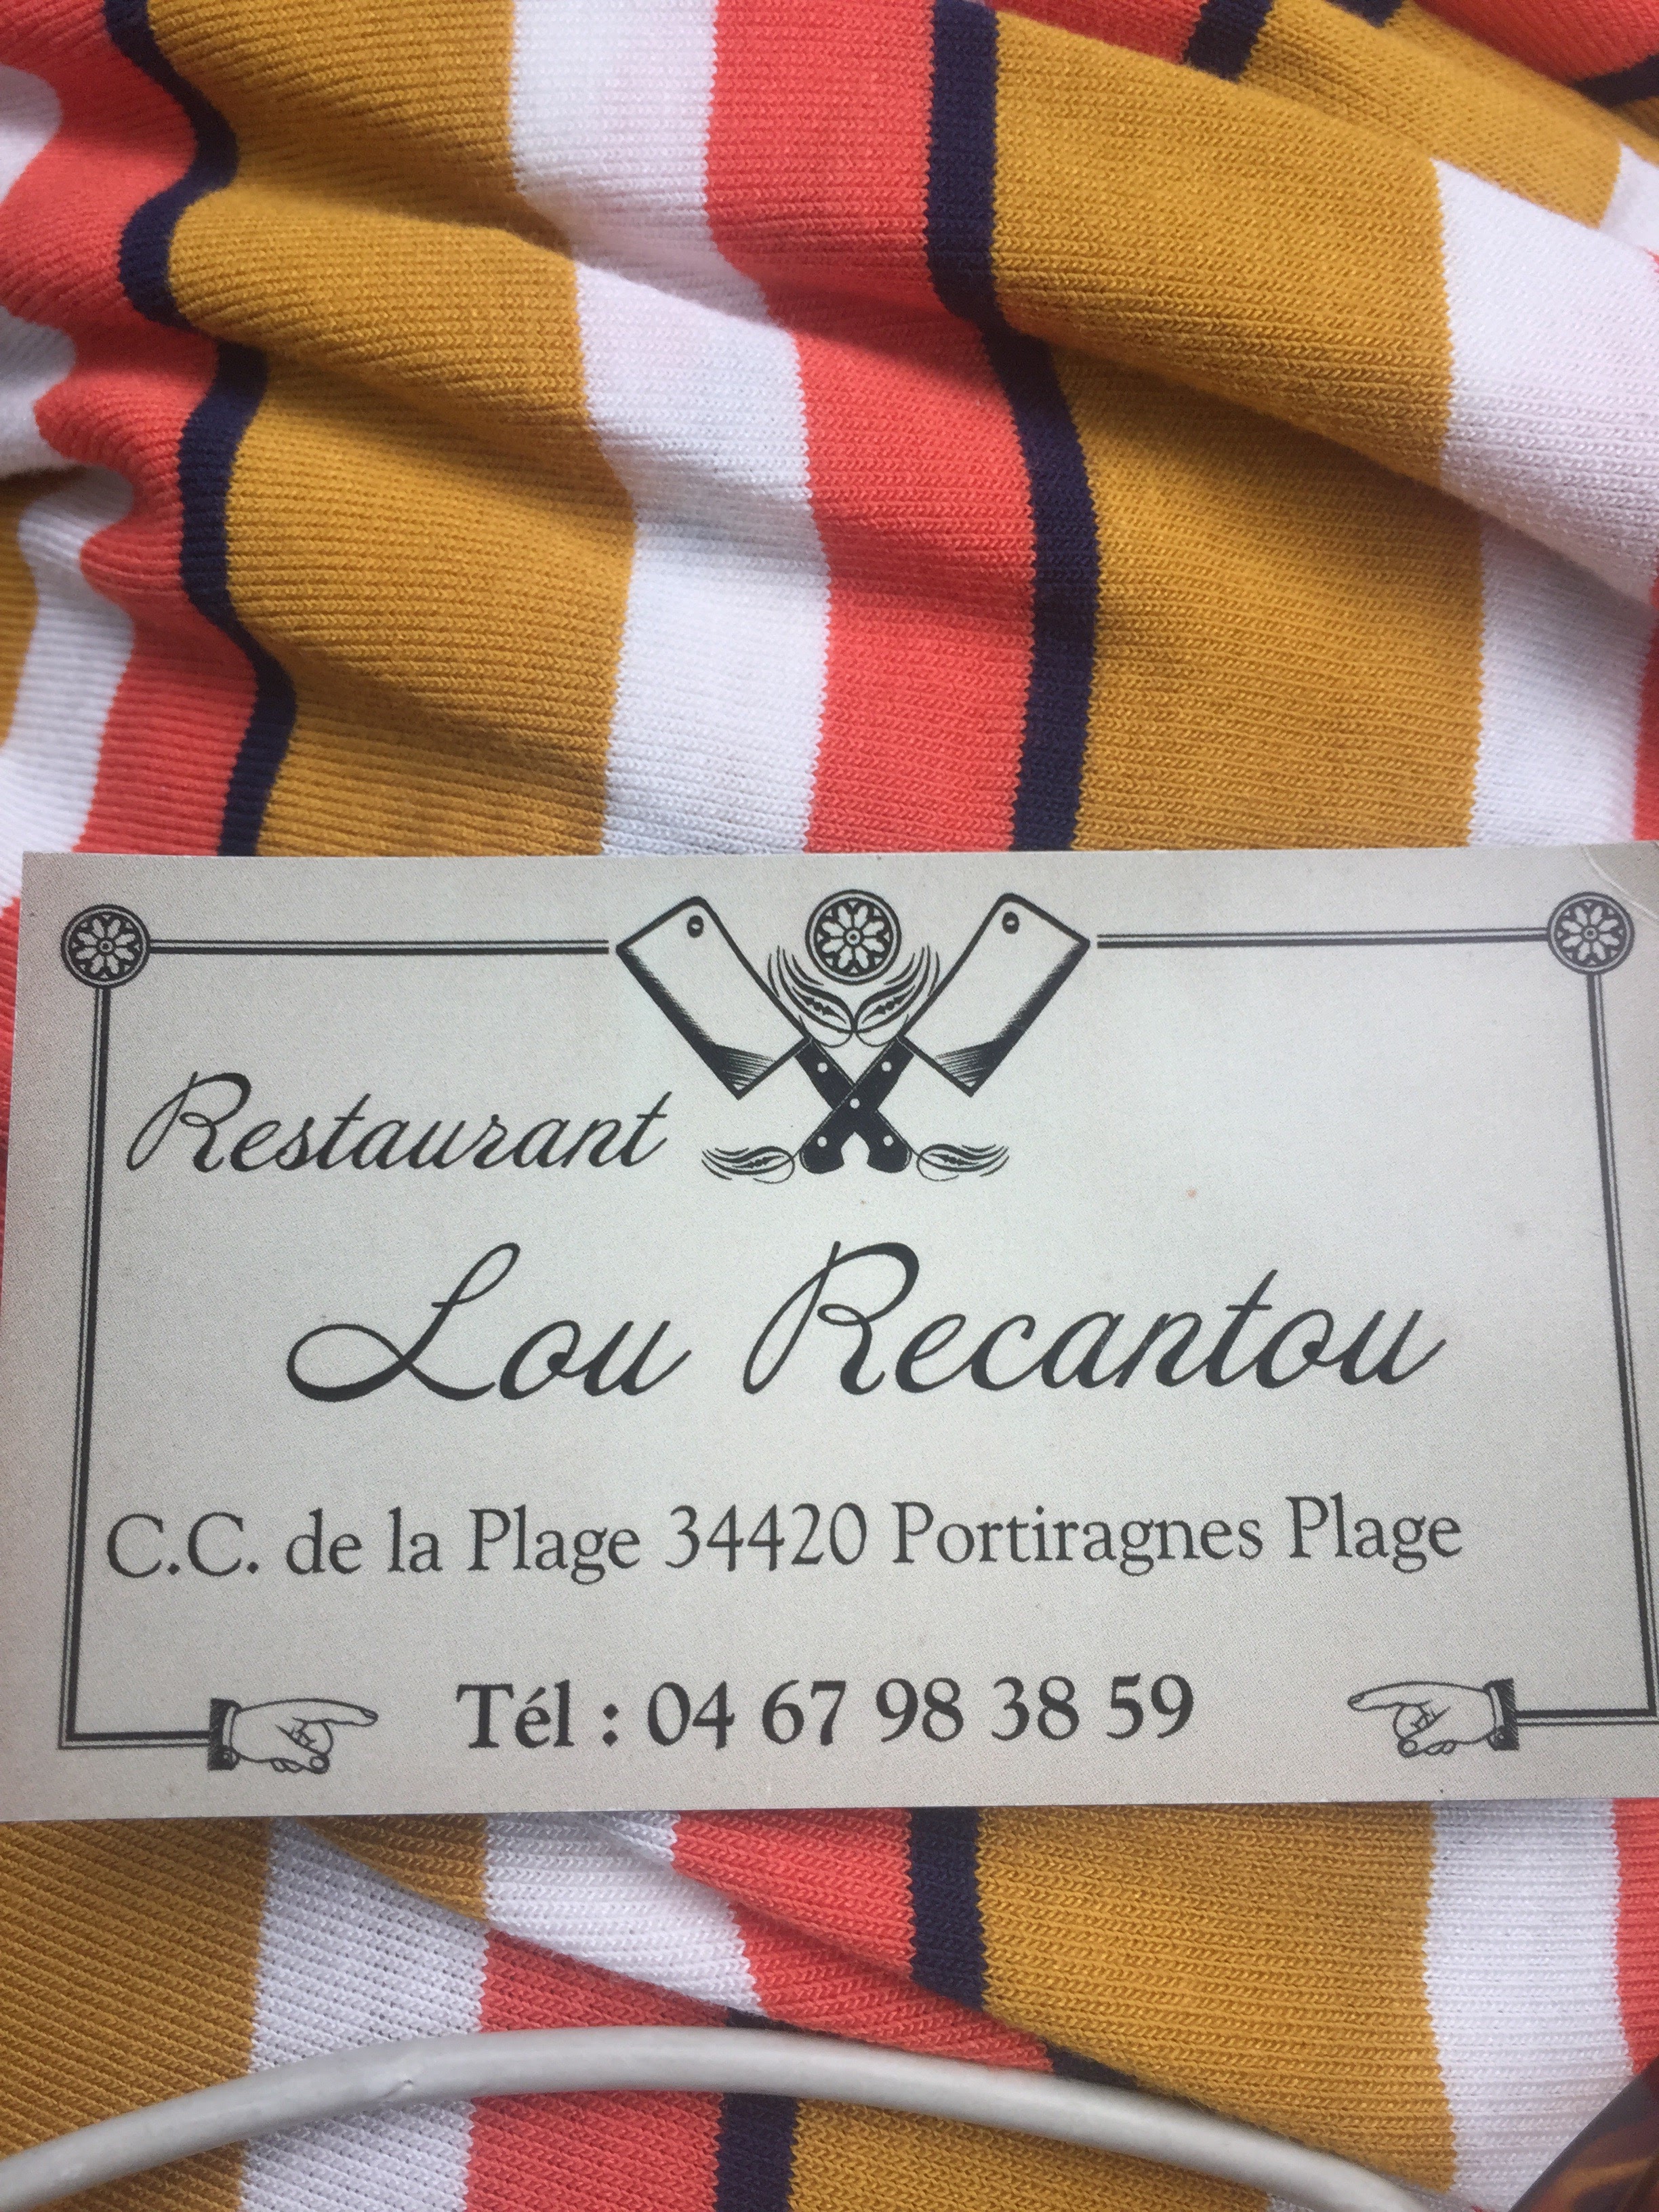 Restaurant
Lou Recantou
C.C. de la Plage 34420 Portiragnes Plage
Tél : 04 67 98 38 59